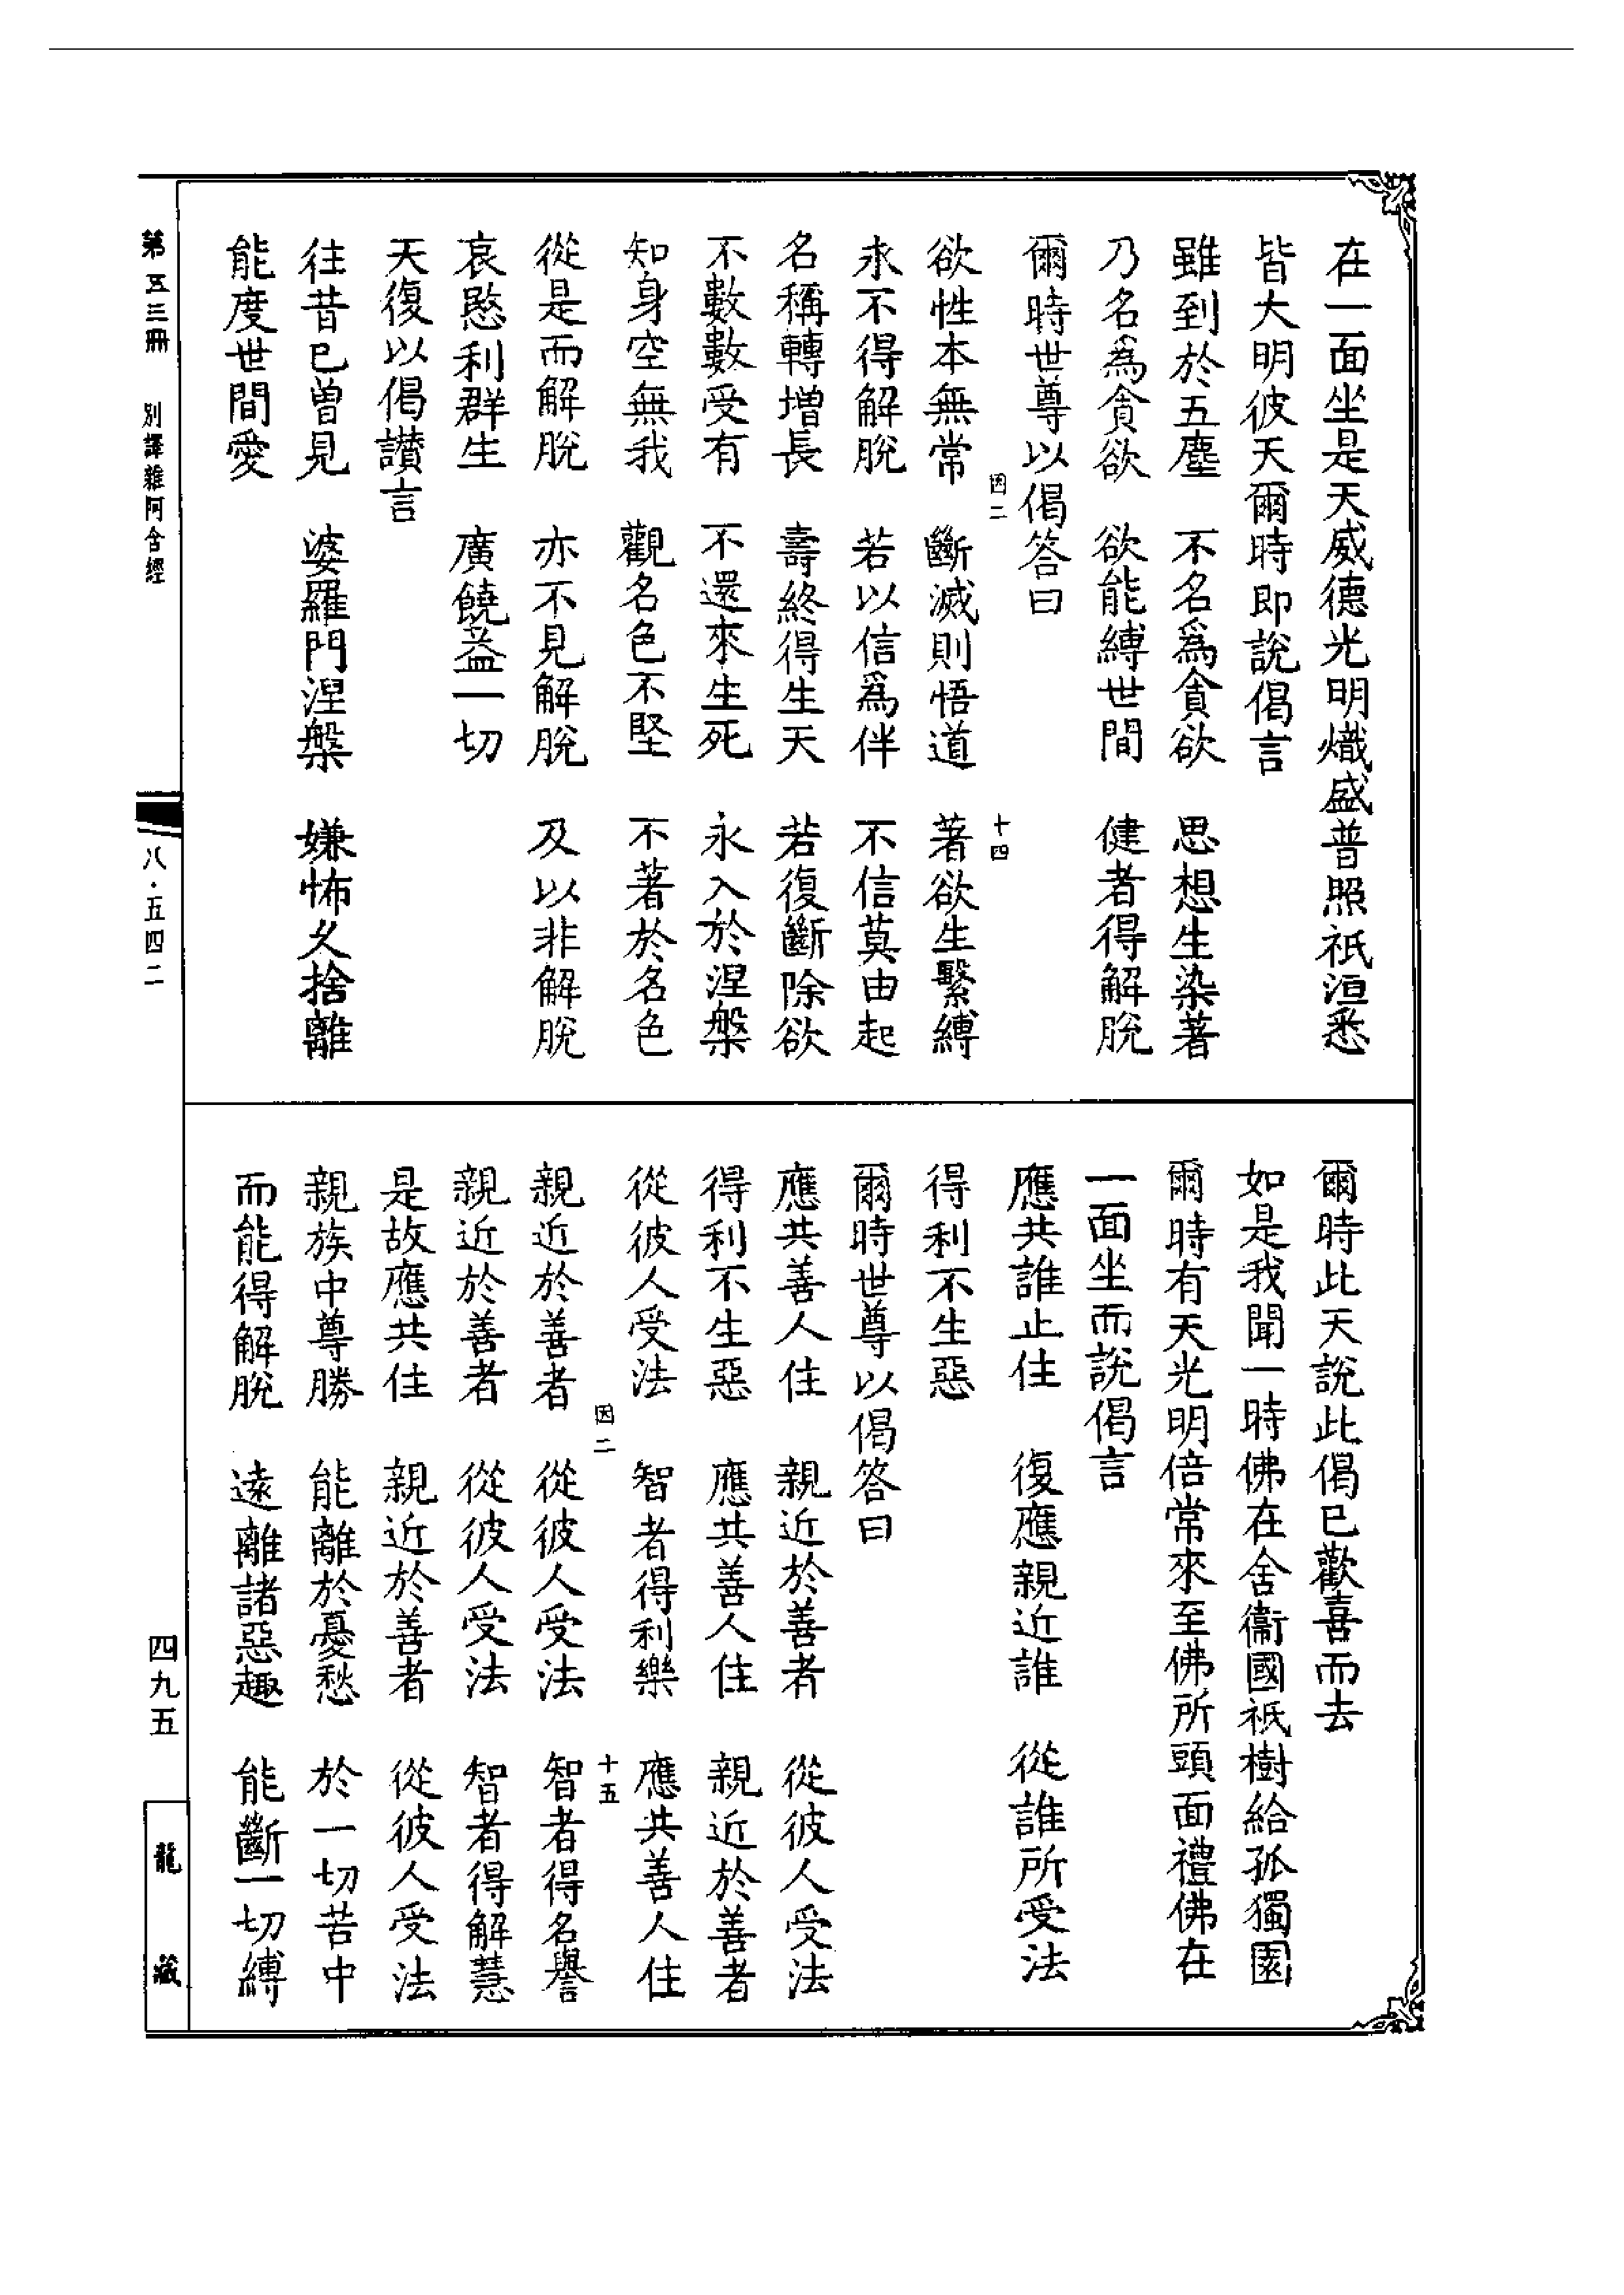 在一面坐是天威德光明熾盛普照祇洹悉
皆大明彼天爾時即說偈言
雖到於五塵　不名爲貪欲　思想生染著
乃名爲貪欲　欲能縛世間　健者得解脫
爾時世尊以偈答曰
因二　十四
欲性本無常　斷滅則悟道　著欲生繫縛
永不得解脫　若以信爲伴　不信莫由起
名稱轉增長　壽終得生天　若復斷除欲
不數數受有　不還來生死　永入於涅槃
知身空無我　觀名色不堅　不著於名色
從是而解脫　亦不見解脫　及以非解脫
哀愍利群生　廣饒益一切
天復以偈讃言
往昔已曾見　婆羅門涅槃　嫌怖久捨離
能度世間愛
爾時此天說此偈已歡喜而去
如是我聞一時佛在舍衞國祇樹給孤獨園
爾時有天光明倍常來至佛所頭面禮佛在
一面坐而說偈言
應共誰止住　復應親近誰　從誰所受法
得利不生惡
爾時世尊以偈答曰
應共善人住　親近於善者　從彼人受法
得利不生惡　應共善人住　親近於善者
從彼人受法　智者得利樂　應共善人住
因二　十五
親近於善者　從彼人受法　智者得名譽
親近於善者　從彼人受法　智者得解慧
是故應共住　親近於善者　從彼人受法
親族中尊勝　能離於憂愁　於一切苦中
而能得解脫　遠離諸惡趣　能斷一切縛
第五三冊　別譯雜阿含經　八·五四二　四九五　龍藏